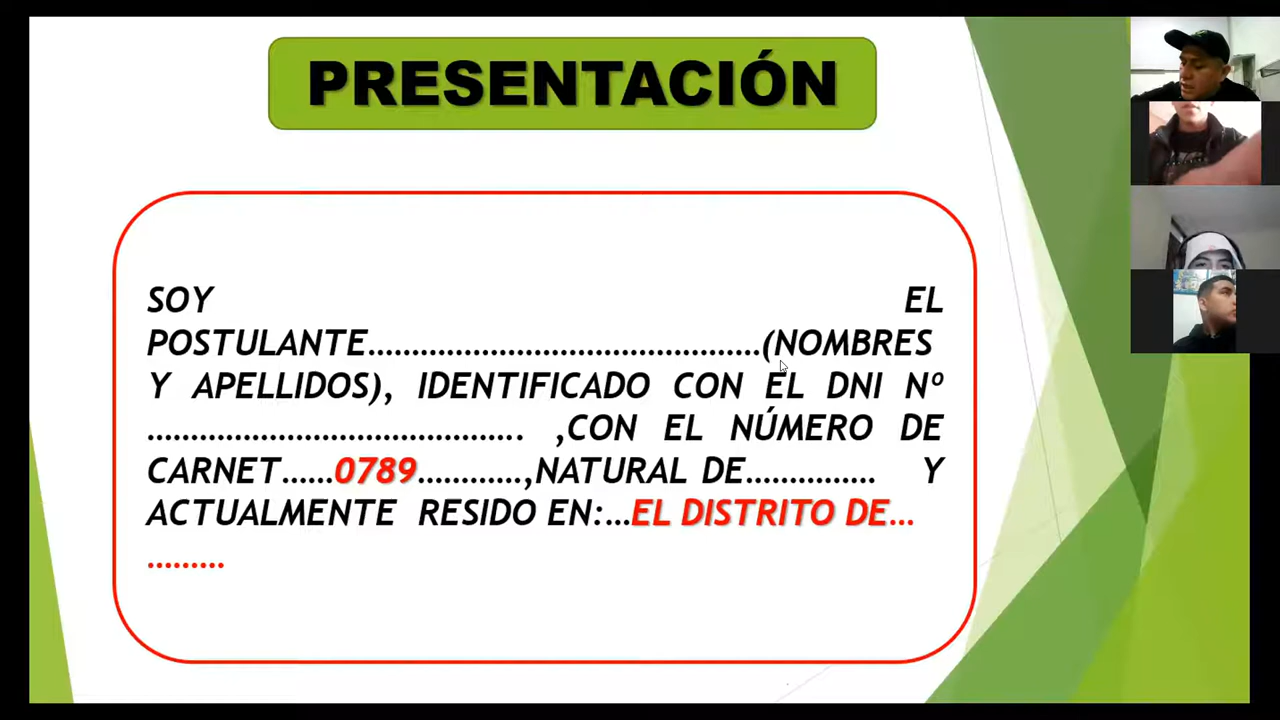 PRESENTACIÓN
SOY EL
POSTULANTE.............................................(NOMBRES
Y APELLIDOS), IDENTIFICADO CON EL DNI Nº
........................................... ,CON EL NÚMERO DE
CARNET......0789............,NATURAL DE............... Y
ACTUALMENTE RESIDO EN:...EL DISTRITO DE...
.........